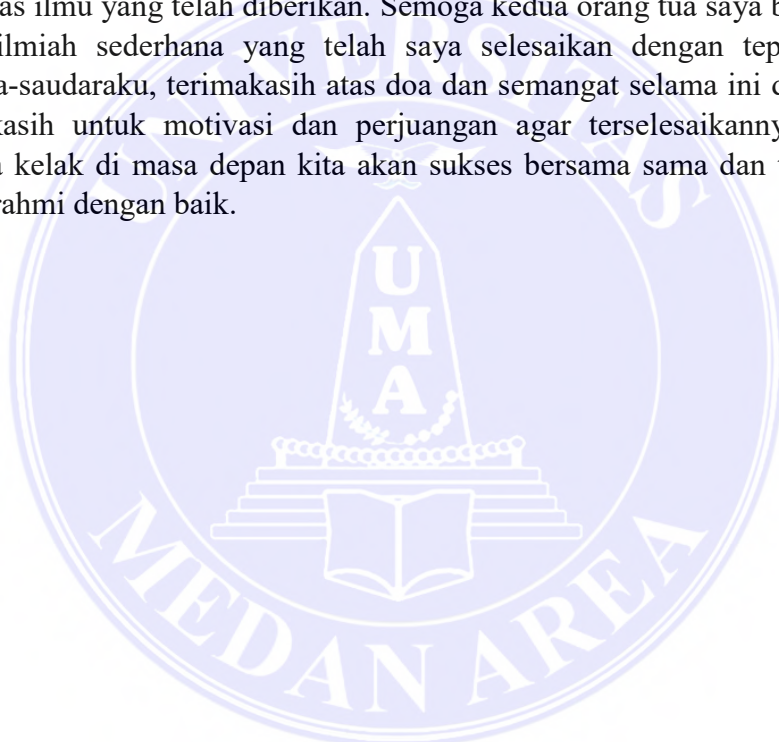 as ilmu yang telah diberikan. Semoga kedua orang tua saya b
ilmiah sederhana yang telah saya selesaikan dengan tep
a-saudaraku, terimakasih atas doa dan semangat selama ini d
kasih untuk motivasi dan perjuangan agar terselesaikanny
kelak di masa depan kita akan sukses bersama sama dan
rahmi dengan baik.
UNIVERSITAS
U
M
A
MEDAN AREA